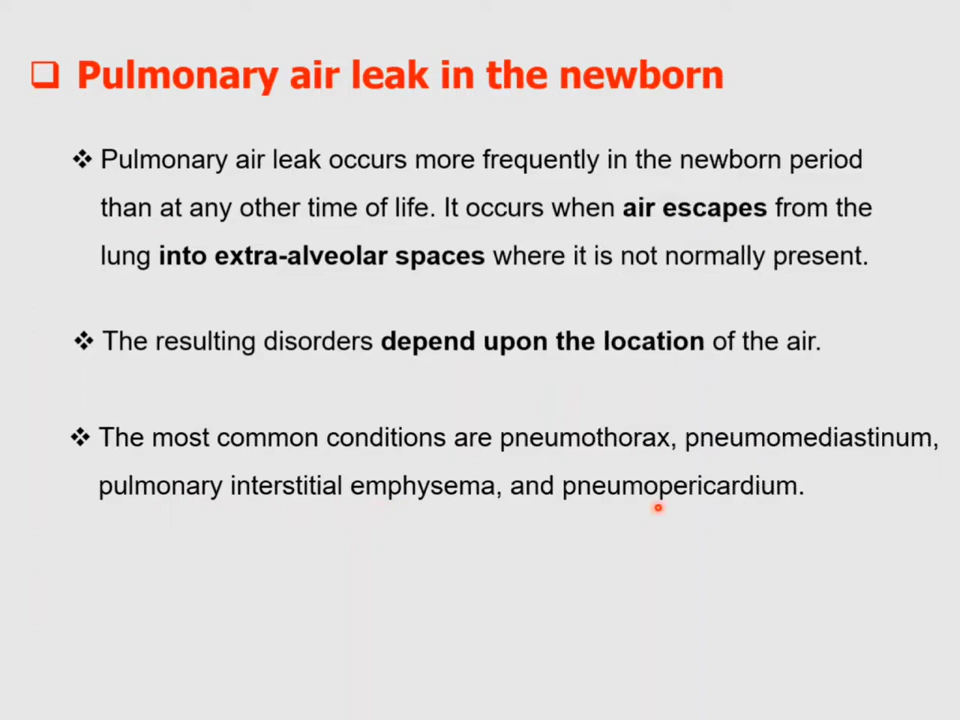 Pulmonary air leak in the newborn
Pulmonary air leak occurs more frequently in the newborn period
than at any other time of life. It occurs when air escapes from the
lung into extra-alveolar spaces where it is not normally present.
The resulting disorders depend upon the location of the air.
The most common conditions are pneumothorax, pneumomediastinum,
pulmonary interstitial emphysema, and pneumopericardium.